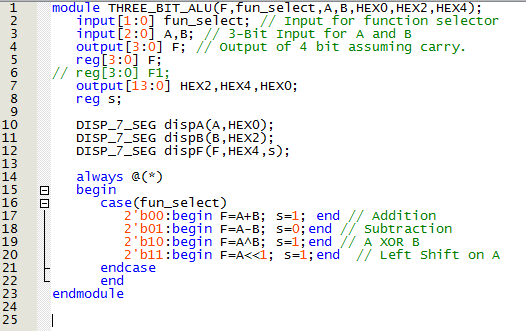 1 module THREE_BIT_ALU(F,fun_select,A,B,HEX0,HEX2,HEX4);
2 input[1:0] fun_select; // Input for function selector
3 input[2:0] A,B; // 3-Bit Input for A and B
4 output[3:0] F; // Output of 4 bit assuming carry.
5 reg[3:0] F;
6 // reg[3:0] F1;
7 output[13:0] HEX2,HEX4,HEX0;
8 reg s;
9
10 DISP_7_SEG dispA(A,HEX0);
11 DISP_7_SEG dispB(B,HEX2);
12 DISP_7_SEG dispF(F,HEX4,s);
13
14 always @(*)
15 begin
16 case(fun_select)
17 2'b00:begin F=A+B; s=1; end // Addition
18 2'b01:begin F=A-B; s=0;end // Subtraction
19 2'b10:begin F=A^B; s=1;end // A XOR B
20 2'b11:begin F=A<<1; s=1;end // Left Shift on A
21 endcase
22 end
23 endmodule
24
25